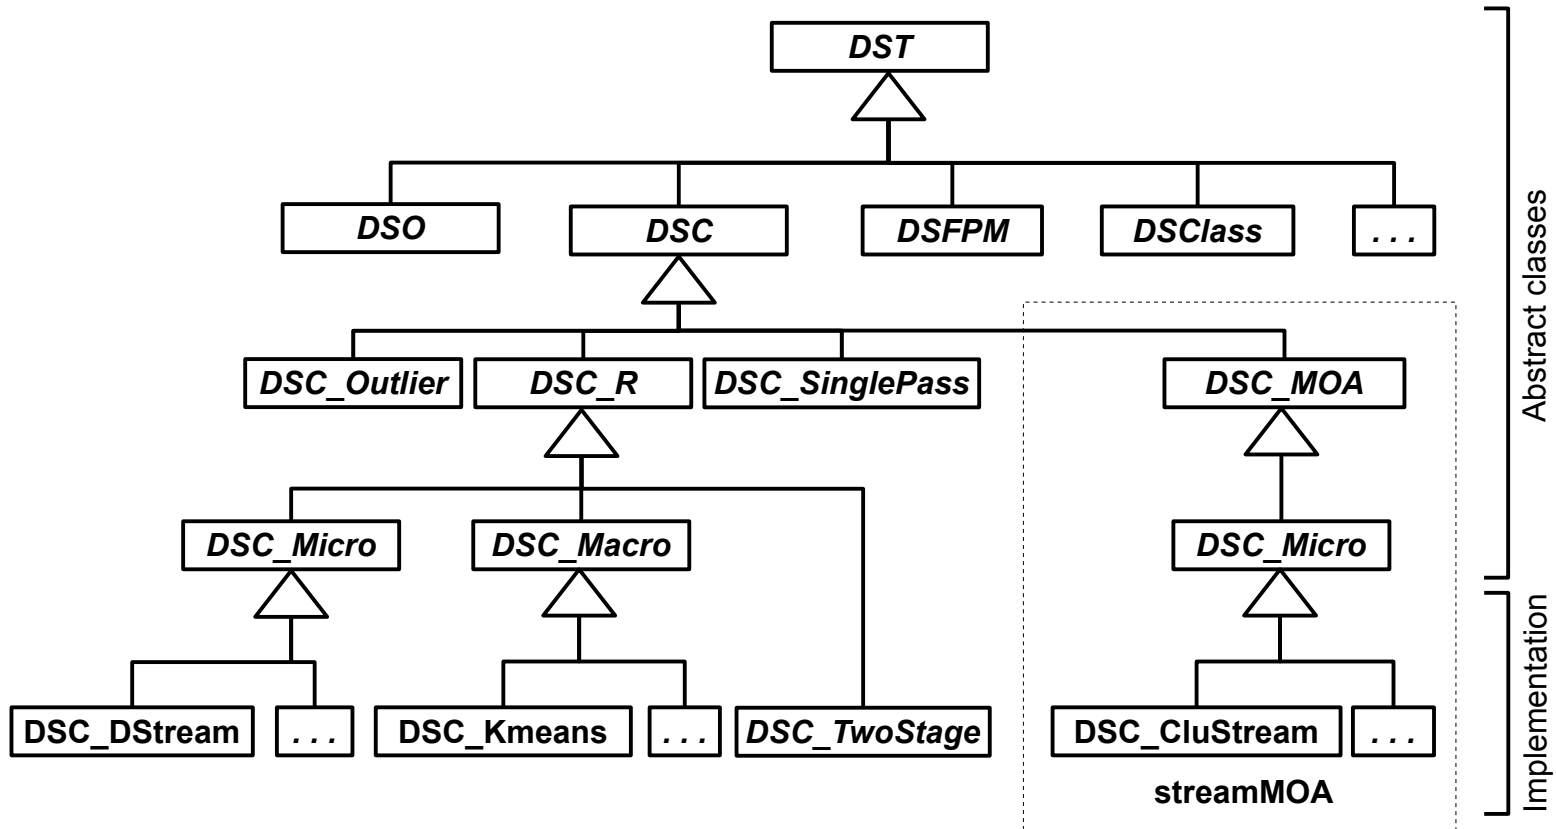 DST
DSO
DSC
DSFPM
DSClass
. . .
DSC_Outlier
DSC_R
DSC_SinglePass
DSC_MOA
DSC_Micro
DSC_Macro
DSC_Micro
DSC_DStream
. . .
DSC_Kmeans
. . .
DSC_TwoStage
DSC_CluStream
. . .
streamMOA
Abstract classes
Implementation